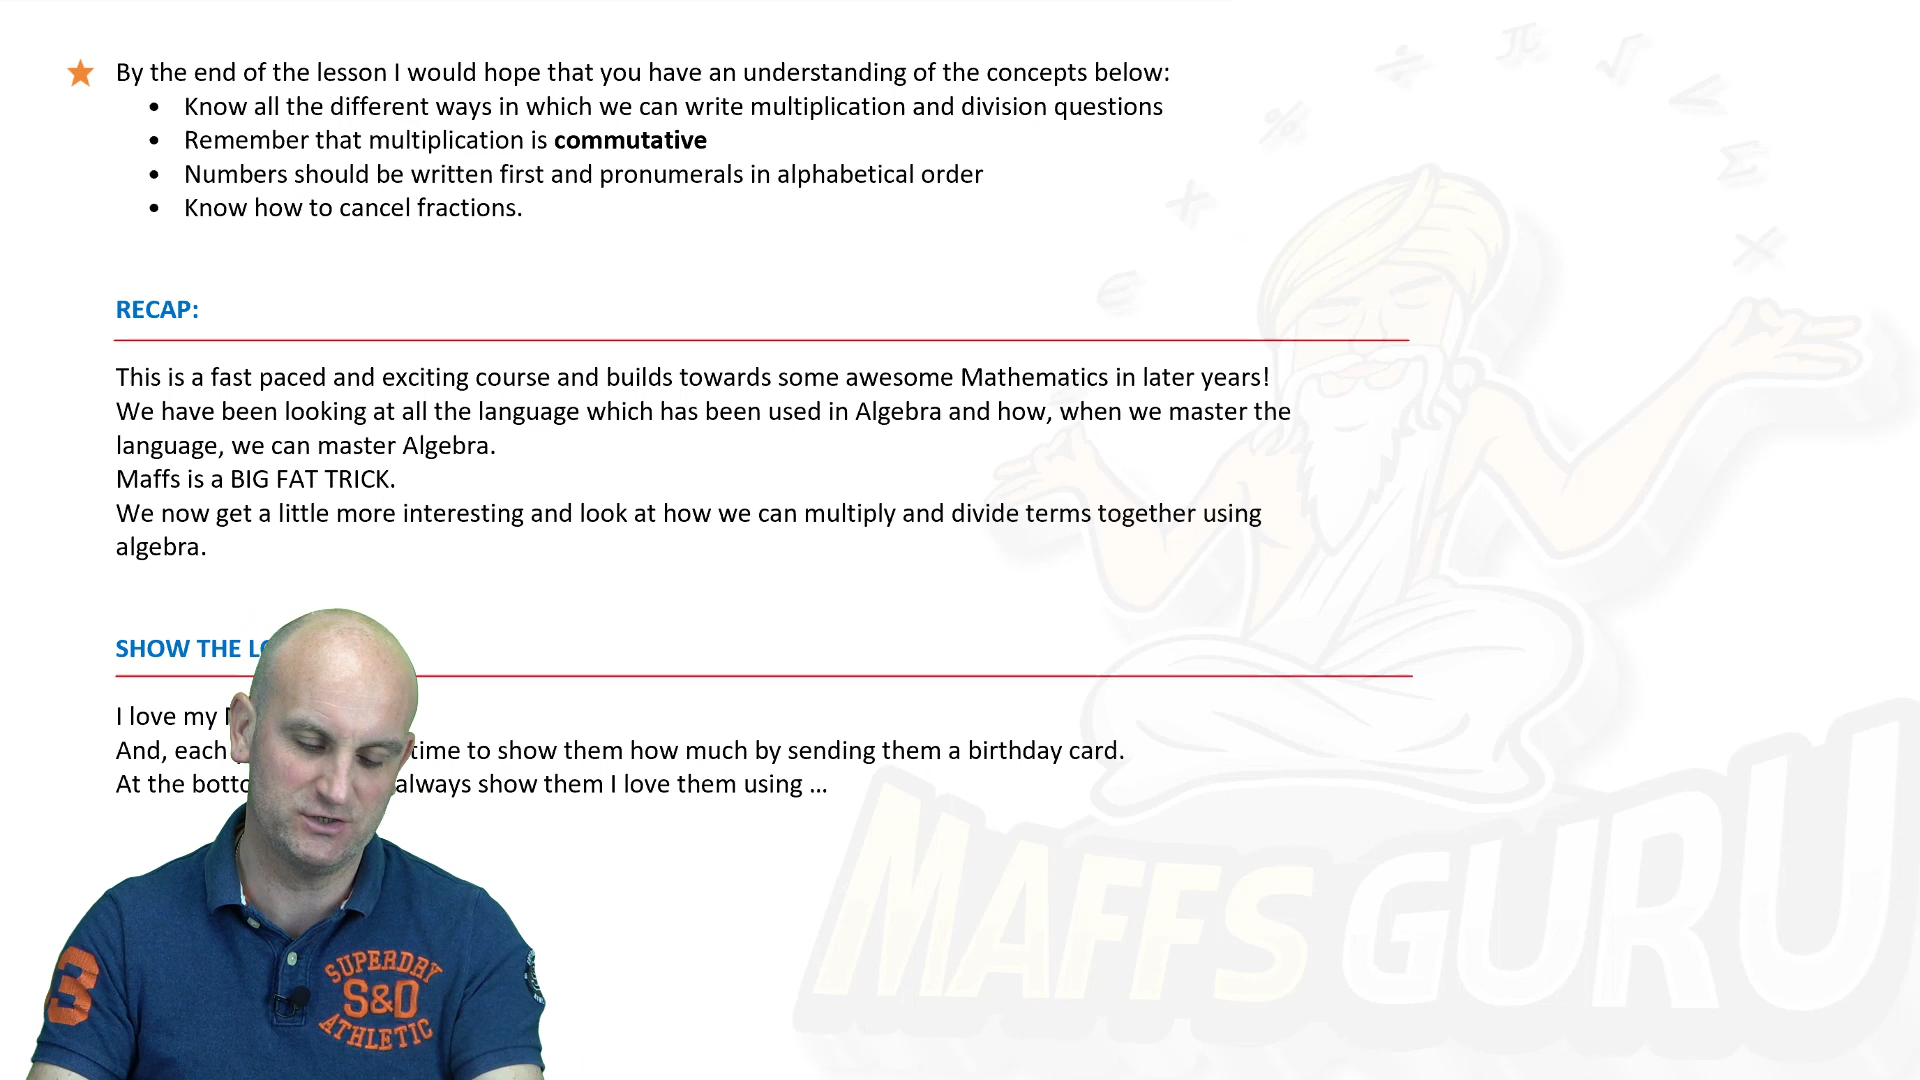 By the end of the lesson I would hope that you have an understanding of the concepts below:
• Know all the different ways in which we can write multiplication and division questions
• Remember that multiplication is commutative
• Numbers should be written first and pronumerals in alphabetical order
• Know how to cancel fractions.
RECAP:
This is a fast paced and exciting course and builds towards some awesome Mathematics in later years!
We have been looking at all the language which has been used in Algebra and how, when we master the
language, we can master Algebra.
Maffs is a BIG FAT TRICK.
We now get a little more interesting and look at how we can multiply and divide terms together using
algebra.
SHOW THE
I love my
And, each time to show them how much by sending them a birthday card.
At the always show them I love them using ...
MAFFS GURU
3
SUPERDRY
S&D
ATHLETIC
% ÷ π √ < Σ × + €